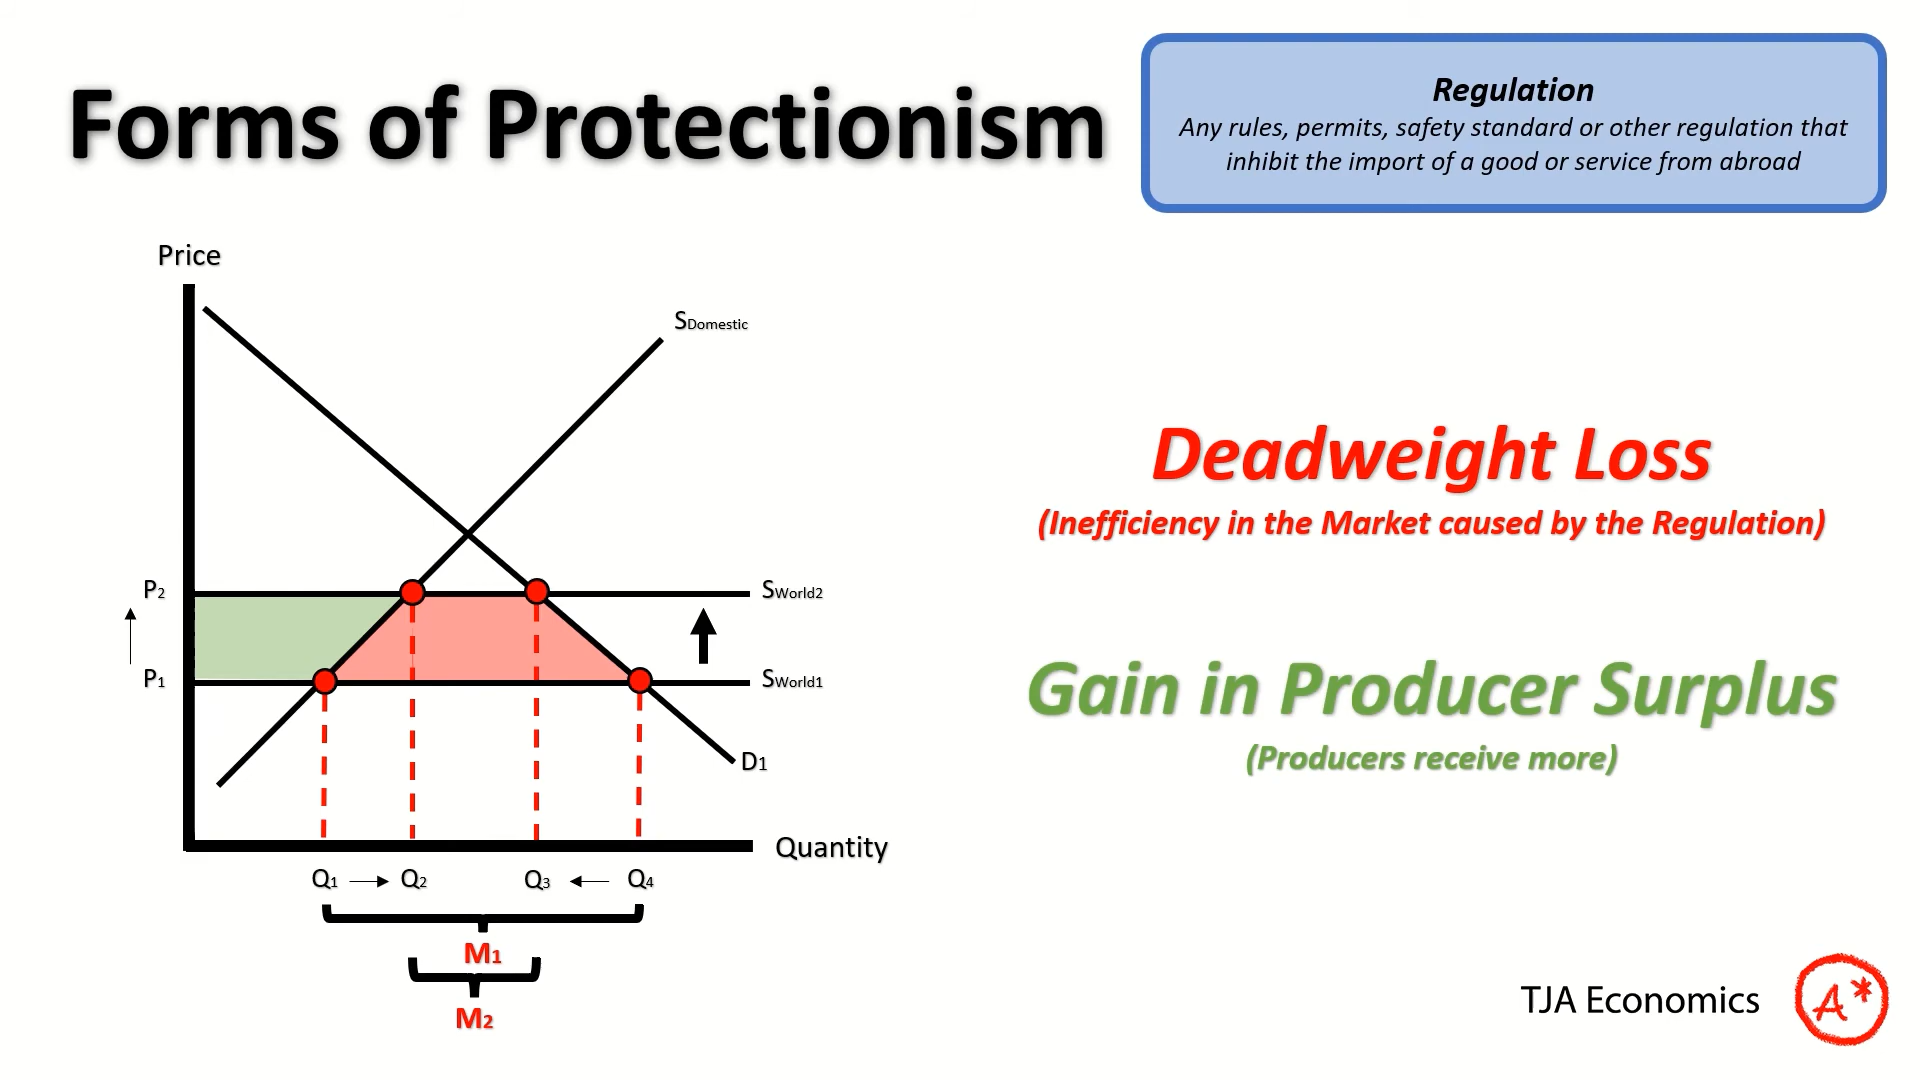 Forms of Protectionism
Regulation
Any rules, permits, safety standard or other regulation that
inhibit the import of a good or service from abroad
Price
SDomestic
Deadweight Loss
(Inefficiency in the Market caused by the Regulation)
P2
SWorld2
P1
SWorld1
Gain in Producer Surplus
(Producers receive more)
D1
Quantity
Q1 Q2 Q3 Q4
M1
M2
TJA Economics
A*